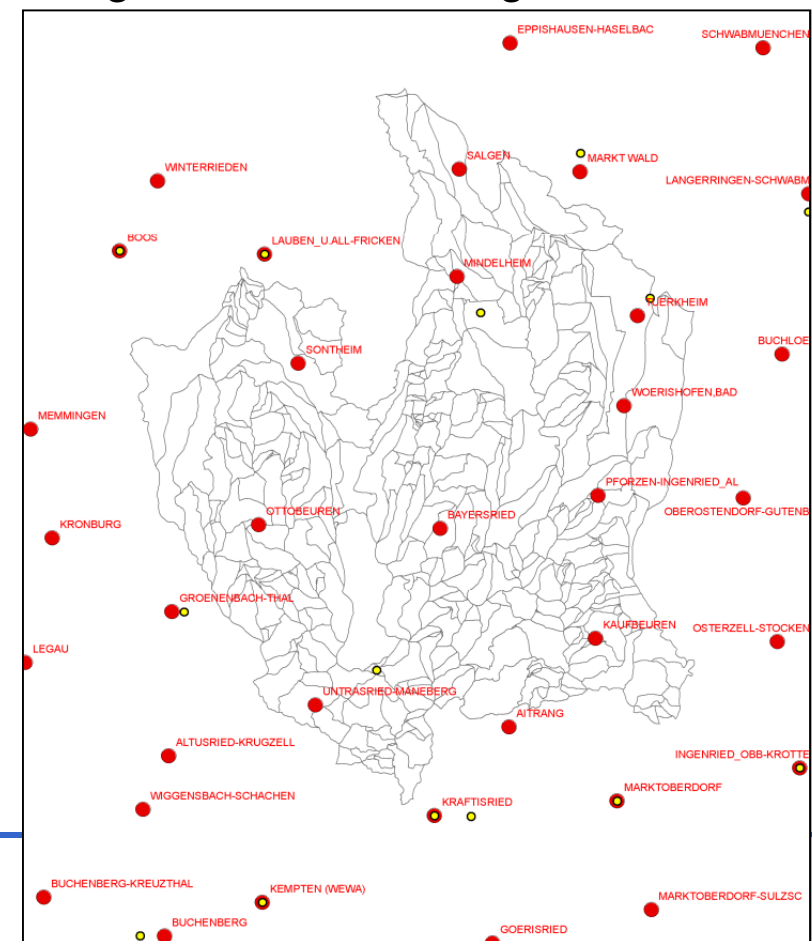 EPPISHAUSEN-HASELBAC
SCHWABMUENCHEN
SALGEN
MARKT WALD
WINTERRIEDEN
LANGERRINGEN-SCHWABM
BOOS
LAUBEN_U.ALL-FRICKEN
MINDELHEIM
TUERKHEIM
BUCHLOE
SONTHEIM
WOERISHOFEN,BAD
MEMMINGEN
PFORZEN-INGENRIED_AL
OBEROSTENDORF-GUTENB
OTTOBEUREN
BAYERSRIED
KRONBURG
GROENENBACH-THAL
KAUFBEUREN
OSTERZELL-STOCKEN
LEGAU
UNTRASRIED-MANEBERG
AITRANG
ALTUSRIED-KRUGZELL
INGENRIED_OBB-KROTTE
MARKTOBERDORF
WIGGENSBACH-SCHACHEN
KRAFTISRIED
BUCHENBERG-KREUZTHAL
KEMPTEN (WEWA)
MARKTOBERDORF-SULZSC
BUCHENBERG
GOERISRIED